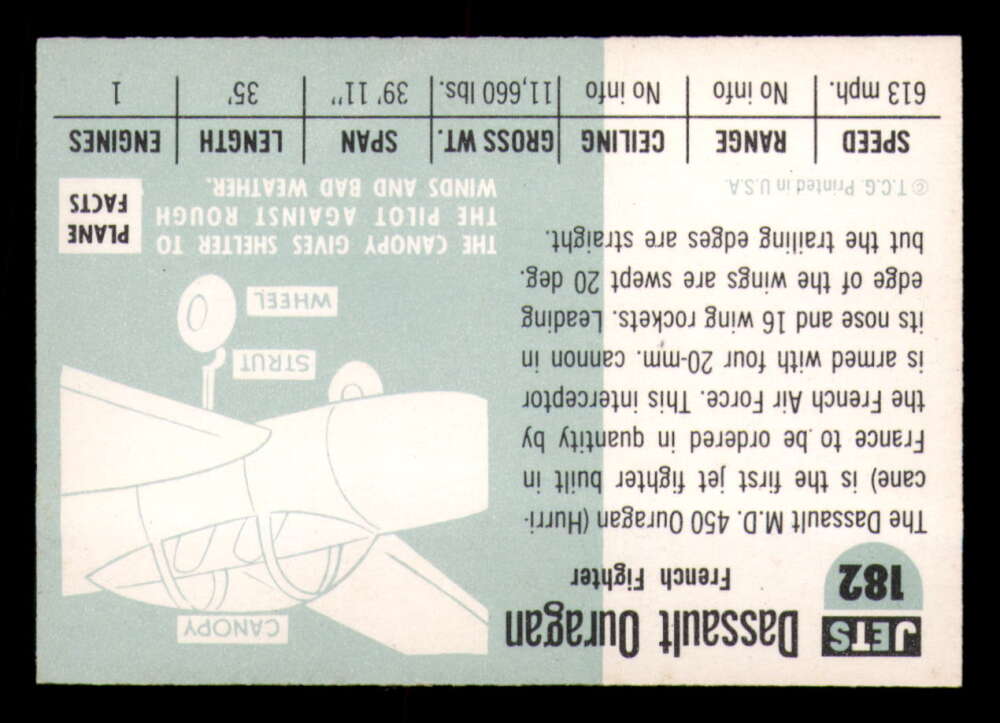 JETS
182
Dassault Ouragan
French Fighter
The Dassault M.D. 450 Ouragan (Hurri-
cane) is the first jet fighter built in
France to be ordered in quantity by
the French Air Force. This interceptor
is armed with four 20-mm. cannon in
its nose and 16 wing rockets. Leading
edge of the wings are swept 20 deg.
but the trailing edges are straight.
© T.C.G. Printed in U.S.A.
CANOPY
STRUT
WHEEL
THE CANOPY GIVES SHELTER TO
THE PILOT AGAINST ROUGH
WINDS AND BAD WEATHER.
PLANE
FACTS
SPEED RANGE CEILING GROSS WT. SPAN LENGTH ENGINES
613 mph. No info No info 11,660 lbs. 39' 11" 35' 1